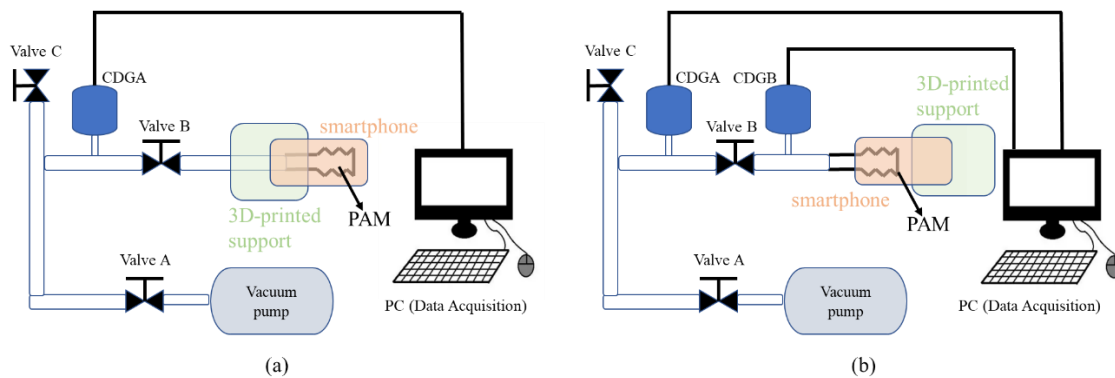 Valve C
CDGA
Valve B
smartphone
3D-printed
support
PAM
Valve A
Vacuum
pump
PC (Data Acquisition)
(a)
Valve C
CDGA
CDGB
3D-printed
support
Valve B
smartphone
PAM
Valve A
Vacuum
pump
PC (Data Acquisition)
(b)